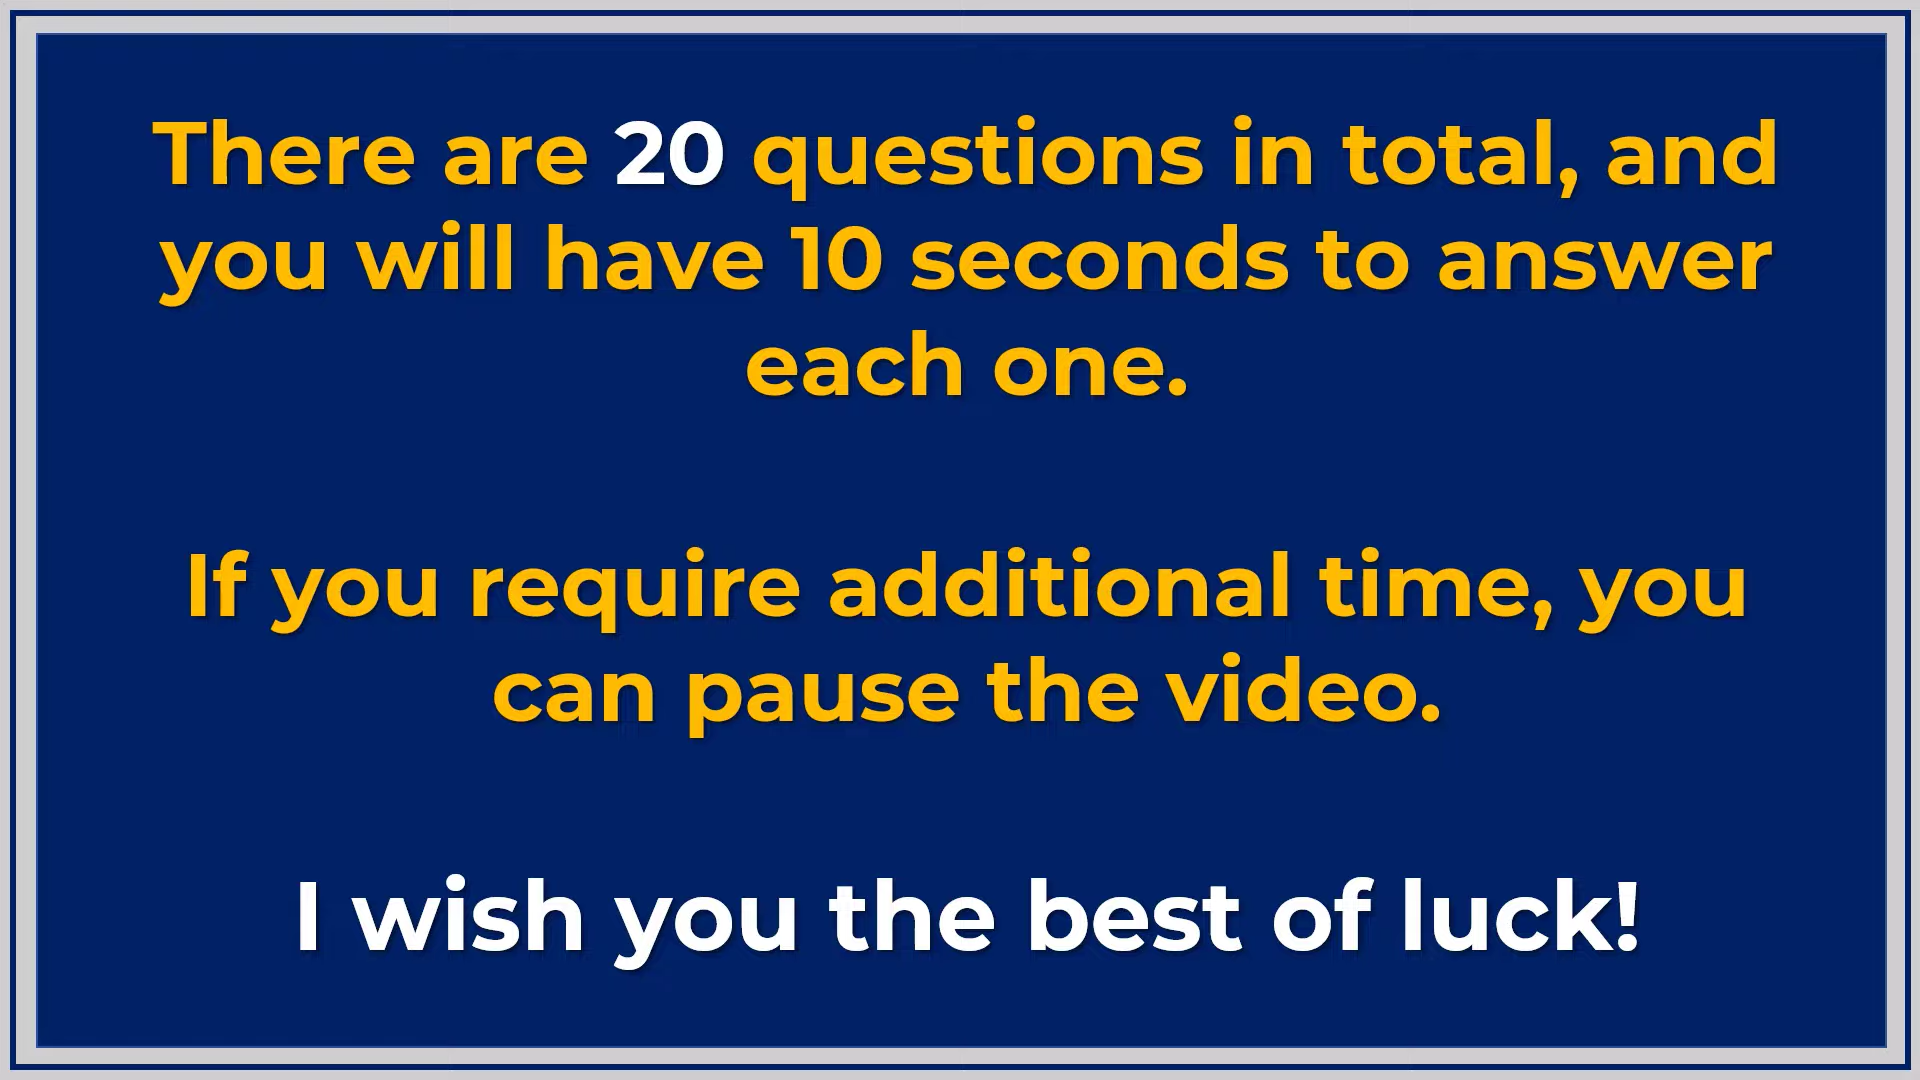 There are 20 questions in total, and
you will have 10 seconds to answer
each one.
If you require additional time, you
can pause the video.
I wish you the best of luck!